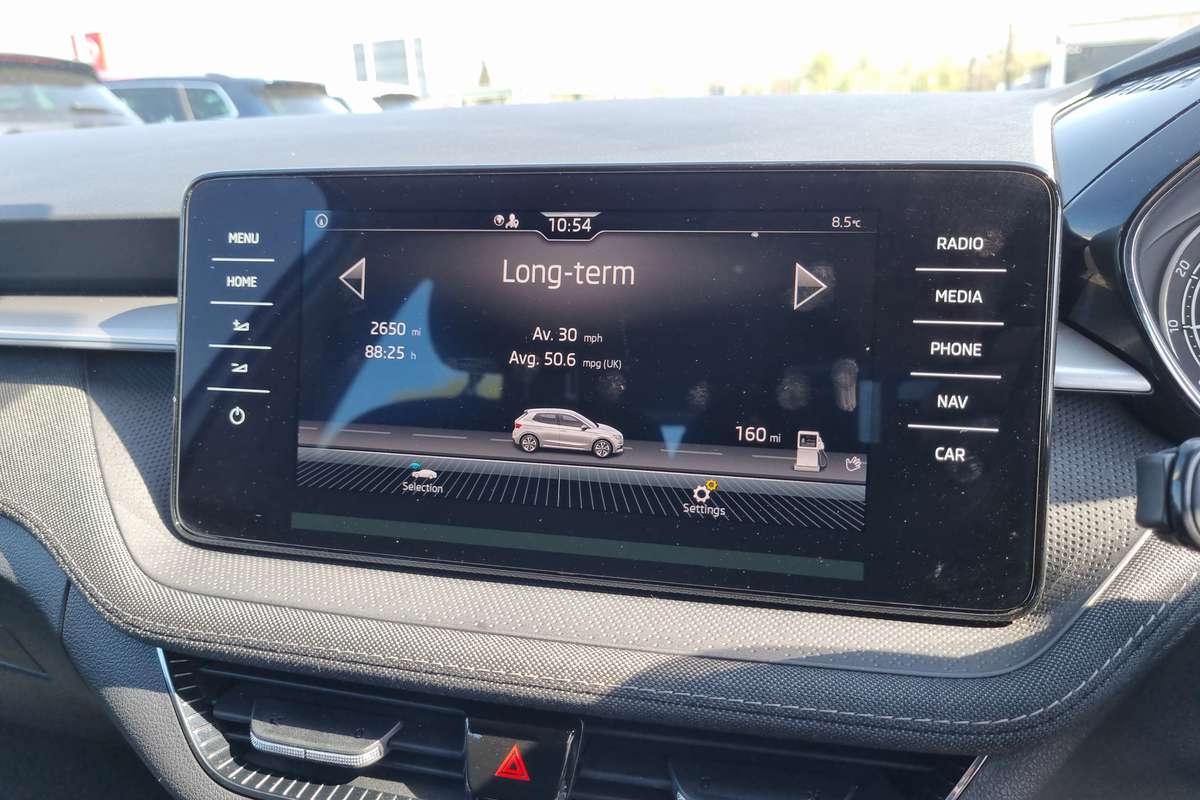 MENU
HOME
10:54
8.5°C
Long-term
2650 mi
88:25 h
Av. 30 mph
Avg. 50.6 mpg (UK)
160 mi
Selection
Settings
RADIO
MEDIA
PHONE
NAV
CAR
20
10